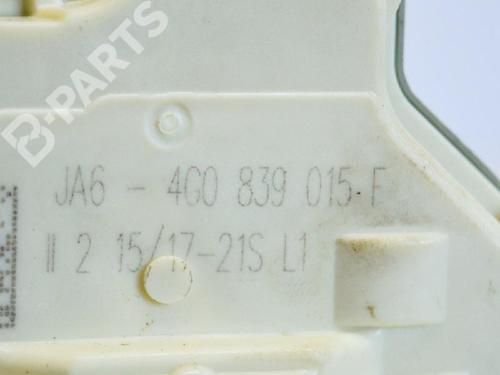 B-PARTS
JA6 - 4G0 839 015 F
II 2 15/17-21S L1